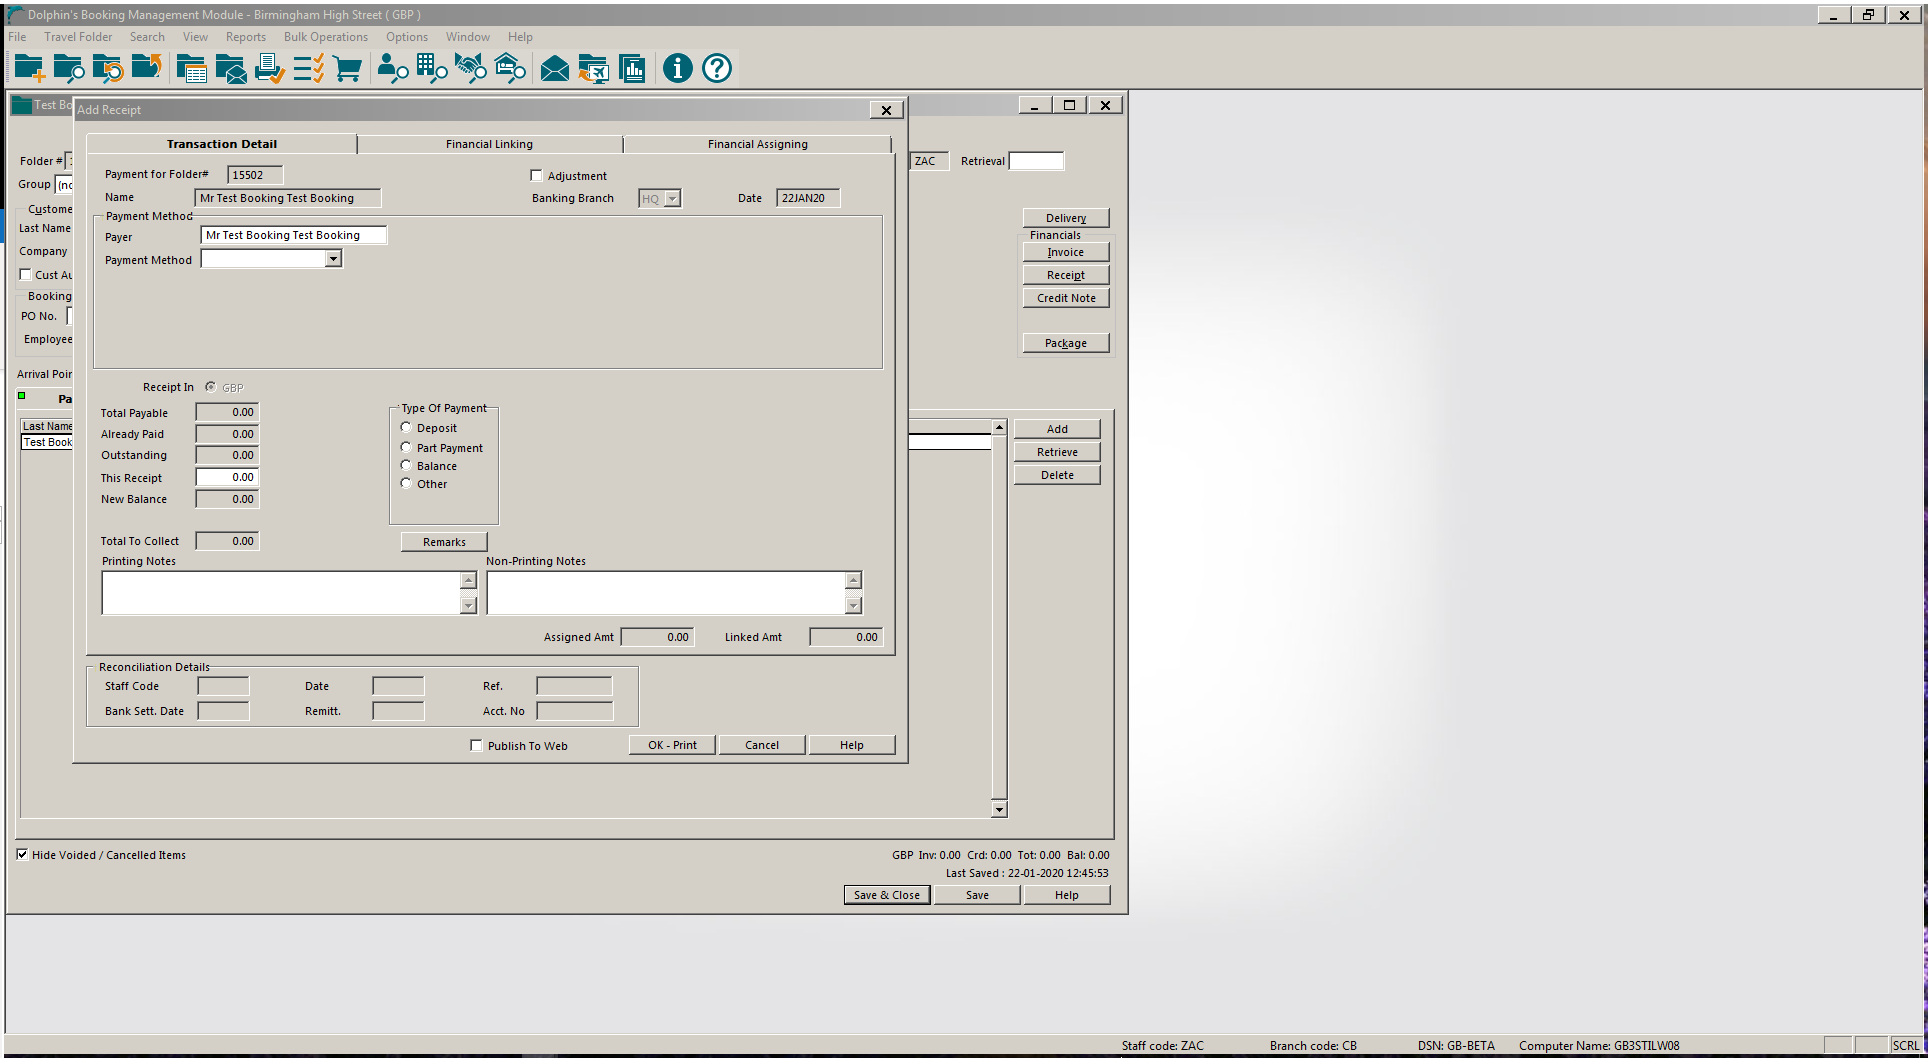 Dolphin's Booking Management Module - Birmingham High Street ( GBP )
File Travel Folder Search View Reports Bulk Operations Options Window Help
Test Bo
Add Receipt
Transaction Detail Financial Linking Financial Assigning
Folder #
ZAC Retrieval
Payment for Folder# 15502
Adjustment
Group (no
Name Mr Test Booking Test Booking
Banking Branch HQ Date 22JAN20
Custome
Payment Method
Delivery
Last Name
Payer Mr Test Booking Test Booking
Financials
Company
Payment Method
Invoice
Cust Au
Receipt
Booking
Credit Note
PO No.
Employee
Package
Arrival Poin
Receipt In GBP
Pa
Total Payable 0.00
Type Of Payment
Last Name
Already Paid 0.00
Deposit
Add
Test Book
Outstanding 0.00
Part Payment
Retrieve
This Receipt 0.00
Balance
Delete
New Balance 0.00
Other
Total To Collect 0.00
Remarks
Printing Notes Non-Printing Notes
Assigned Amt 0.00 Linked Amt 0.00
Reconciliation Details
Staff Code Date Ref.
Bank Sett. Date Remitt. Acct. No
Publish To Web OK - Print Cancel Help
Hide Voided / Cancelled Items
GBP Inv: 0.00 Crd: 0.00 Tot: 0.00 Bal: 0.00
Last Saved : 22-01-2020 12:45:53
Save & Close Save Help
Staff code: ZAC Branch code: CB DSN: GB-BETA Computer Name: GB3STILW08 SCRL